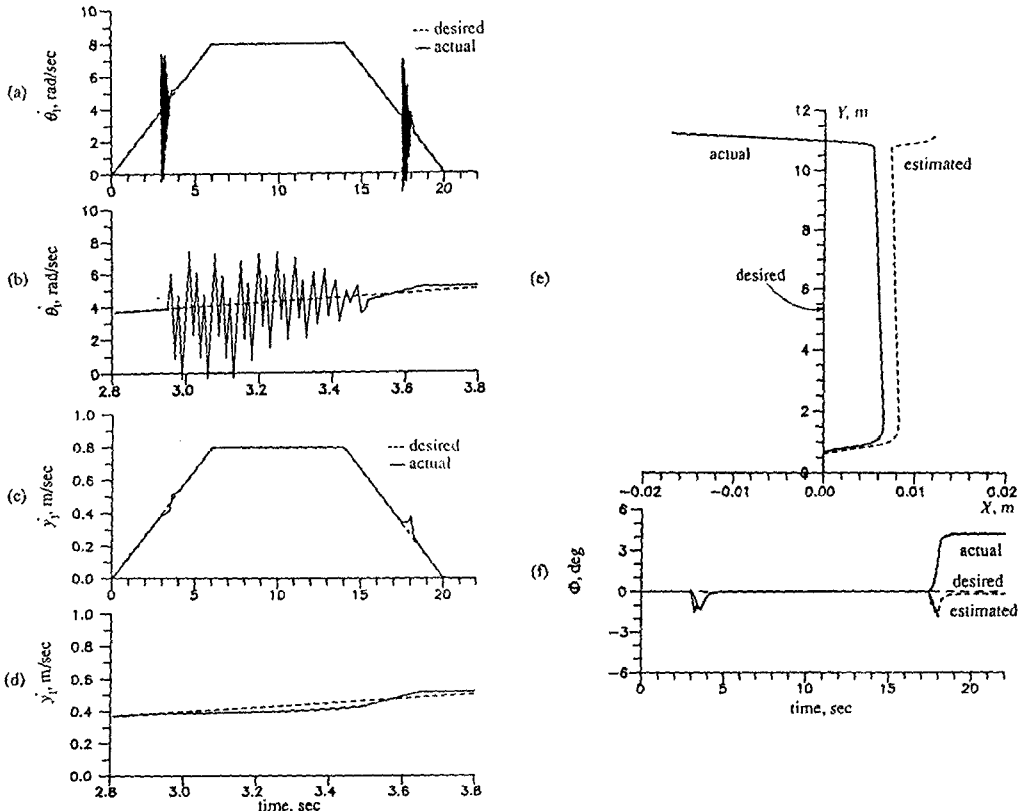 (a)
θ̇₁, rad/sec
10
8
6
4
2
0
--- desired
— actual
0 5 10 15 20
(b)
θ̇₁, rad/sec
10
8
6
4
2
0
2.8 3.0 3.2 3.4 3.6 3.8
(c)
ẏ₁, m/sec
1.0
0.8
0.6
0.4
0.2
0.0
--- desired
— actual
0 5 10 15 20
(d)
ẏ₁, m/sec
1.0
0.8
0.6
0.4
0.2
0.0
2.8 3.0 3.2 3.4 3.6 3.8
time, sec
(e)
12 Y, m
10
8
6
4
2
0
actual
estimated
desired
-0.02 -0.01 0.00 0.01 0.02
X, m
(f)
Φ, deg
6
3
0
-3
-6
actual
desired
estimated
0 5 10 15 20
time, sec